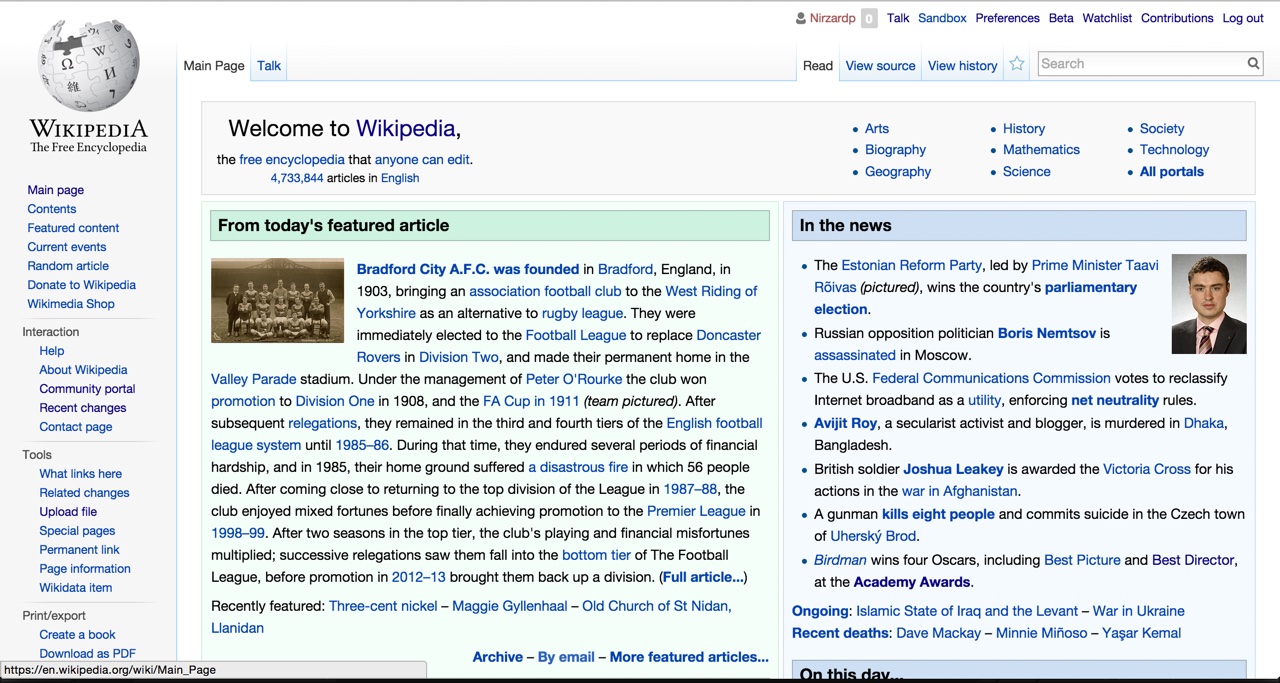 Nirzardp 0 Talk Sandbox Preferences Beta Watchlist Contributions Log out
WIKIPEDIA
The Free Encyclopedia
Main Page Talk
Read View source View history Search
Main page
Contents
Featured content
Current events
Random article
Donate to Wikipedia
Wikimedia Shop
Interaction
Help
About Wikipedia
Community portal
Recent changes
Contact page
Tools
What links here
Related changes
Upload file
Special pages
Permanent link
Page information
Wikidata item
Print/export
Create a book
Download as PDF
https://en.wikipedia.org/wiki/Main_Page
Welcome to Wikipedia,
the free encyclopedia that anyone can edit.
4,733,844 articles in English
Arts
Biography
Geography
History
Mathematics
Science
Society
Technology
All portals
From today's featured article
Bradford City A.F.C. was founded in Bradford, England, in
1903, bringing an association football club to the West Riding of
Yorkshire as an alternative to rugby league. They were
immediately elected to the Football League to replace Doncaster
Rovers in Division Two, and made their permanent home in the
Valley Parade stadium. Under the management of Peter O'Rourke the club won
promotion to Division One in 1908, and the FA Cup in 1911 (team pictured). After
subsequent relegations, they remained in the third and fourth tiers of the English football
league system until 1985–86. During that time, they endured several periods of financial
hardship, and in 1985, their home ground suffered a disastrous fire in which 56 people
died. After coming close to returning to the top division of the League in 1987–88, the
club enjoyed mixed fortunes before finally achieving promotion to the Premier League in
1998–99. After two seasons in the top tier, the club's playing and financial misfortunes
multiplied; successive relegations saw them fall into the bottom tier of The Football
League, before promotion in 2012–13 brought them back up a division. (Full article...)
Recently featured: Three-cent nickel – Maggie Gyllenhaal – Old Church of St Nidan,
Llanidan
Archive – By email – More featured articles...
In the news
The Estonian Reform Party, led by Prime Minister Taavi
Rõivas (pictured), wins the country's parliamentary
election.
Russian opposition politician Boris Nemtsov is
assassinated in Moscow.
The U.S. Federal Communications Commission votes to reclassify
Internet broadband as a utility, enforcing net neutrality rules.
Avijit Roy, a secularist activist and blogger, is murdered in Dhaka,
Bangladesh.
British soldier Joshua Leakey is awarded the Victoria Cross for his
actions in the war in Afghanistan.
A gunman kills eight people and commits suicide in the Czech town
of Uherský Brod.
Birdman wins four Oscars, including Best Picture and Best Director,
at the Academy Awards.
Ongoing: Islamic State of Iraq and the Levant – War in Ukraine
Recent deaths: Dave Mackay – Minnie Miñoso – Yaşar Kemal
On this day...